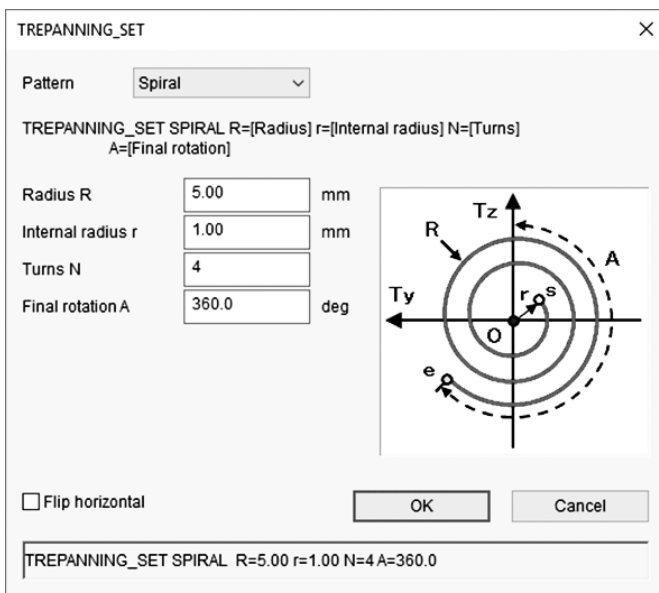 TREPANNING_SET
Pattern Spiral
TREPANNING_SET SPIRAL R=[Radius] r=[Internal radius] N=[Turns]
A=[Final rotation]
Radius R 5.00 mm
Internal radius r 1.00 mm
Turns N 4
Final rotation A 360.0 deg
Tz
R
A
r s
Ty
O
e
Flip horizontal
OK Cancel
TREPANNING_SET SPIRAL R=5.00 r=1.00 N=4 A=360.0